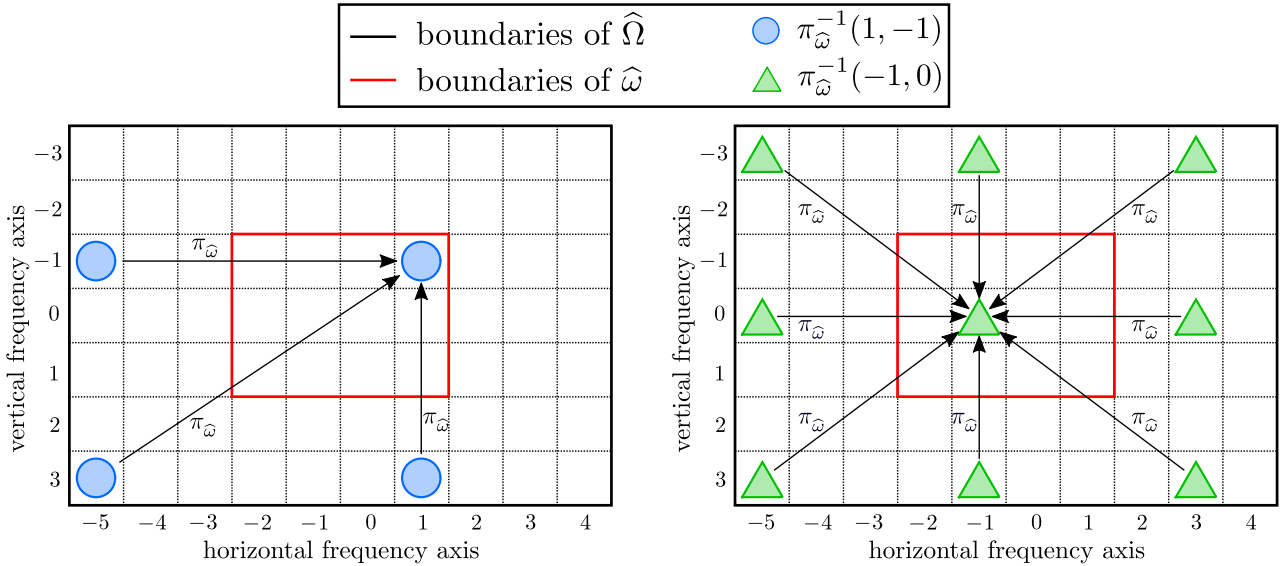 boundaries of Ω̂
π_ω̂^{-1}(1, −1)
boundaries of ω̂
π_ω̂^{-1}(−1, 0)
vertical frequency axis
−3
−2
−1
0
1
2
3
π_ω̂
π_ω̂
π_ω̂
−5 −4 −3 −2 −1 0 1 2 3 4
horizontal frequency axis
vertical frequency axis
−3
−2
−1
0
1
2
3
π_ω̂ π_ω̂ π_ω̂
π_ω̂ π_ω̂
π_ω̂ π_ω̂ π_ω̂
−5 −4 −3 −2 −1 0 1 2 3 4
horizontal frequency axis